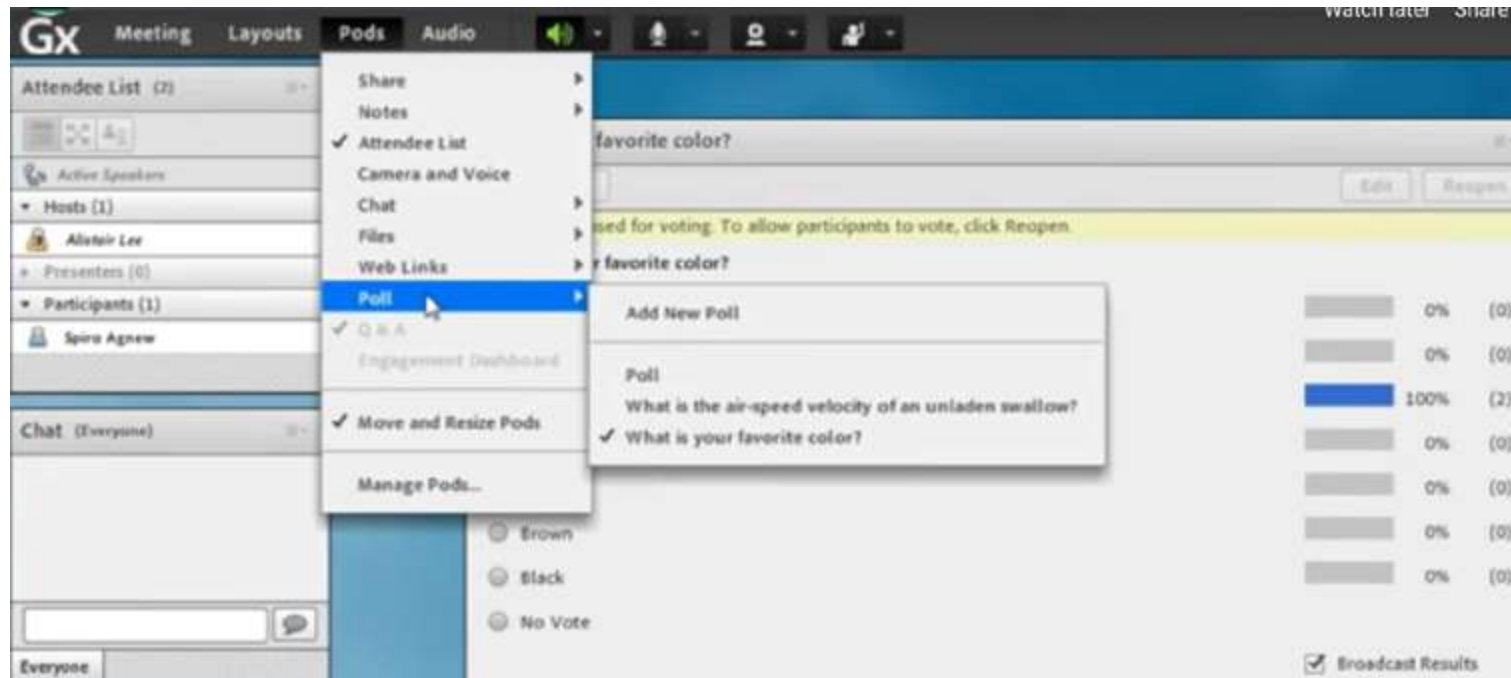 Watch later Share
Gx Meeting Layouts Pods Audio
Attendee List (2)
Active Speakers
Hosts (1)
Alistair Lee
Presenters (0)
Participants (1)
Spiro Agnew
Chat (Everyone)
Everyone
Share
Notes
Attendee List
Camera and Voice
Chat
Files
Web Links
Poll
Q & A
Engagement Dashboard
Move and Resize Pods
Manage Pods...
Add New Poll
Poll
What is the air-speed velocity of an unladen swallow?
What is your favorite color?
favorite color?
Edit Reopen
for voting. To allow participants to vote, click Reopen.
favorite color?
0% (0)
0% (0)
100% (2)
0% (0)
0% (0)
Brown 0% (0)
Black 0% (0)
No Vote
Broadcast Results